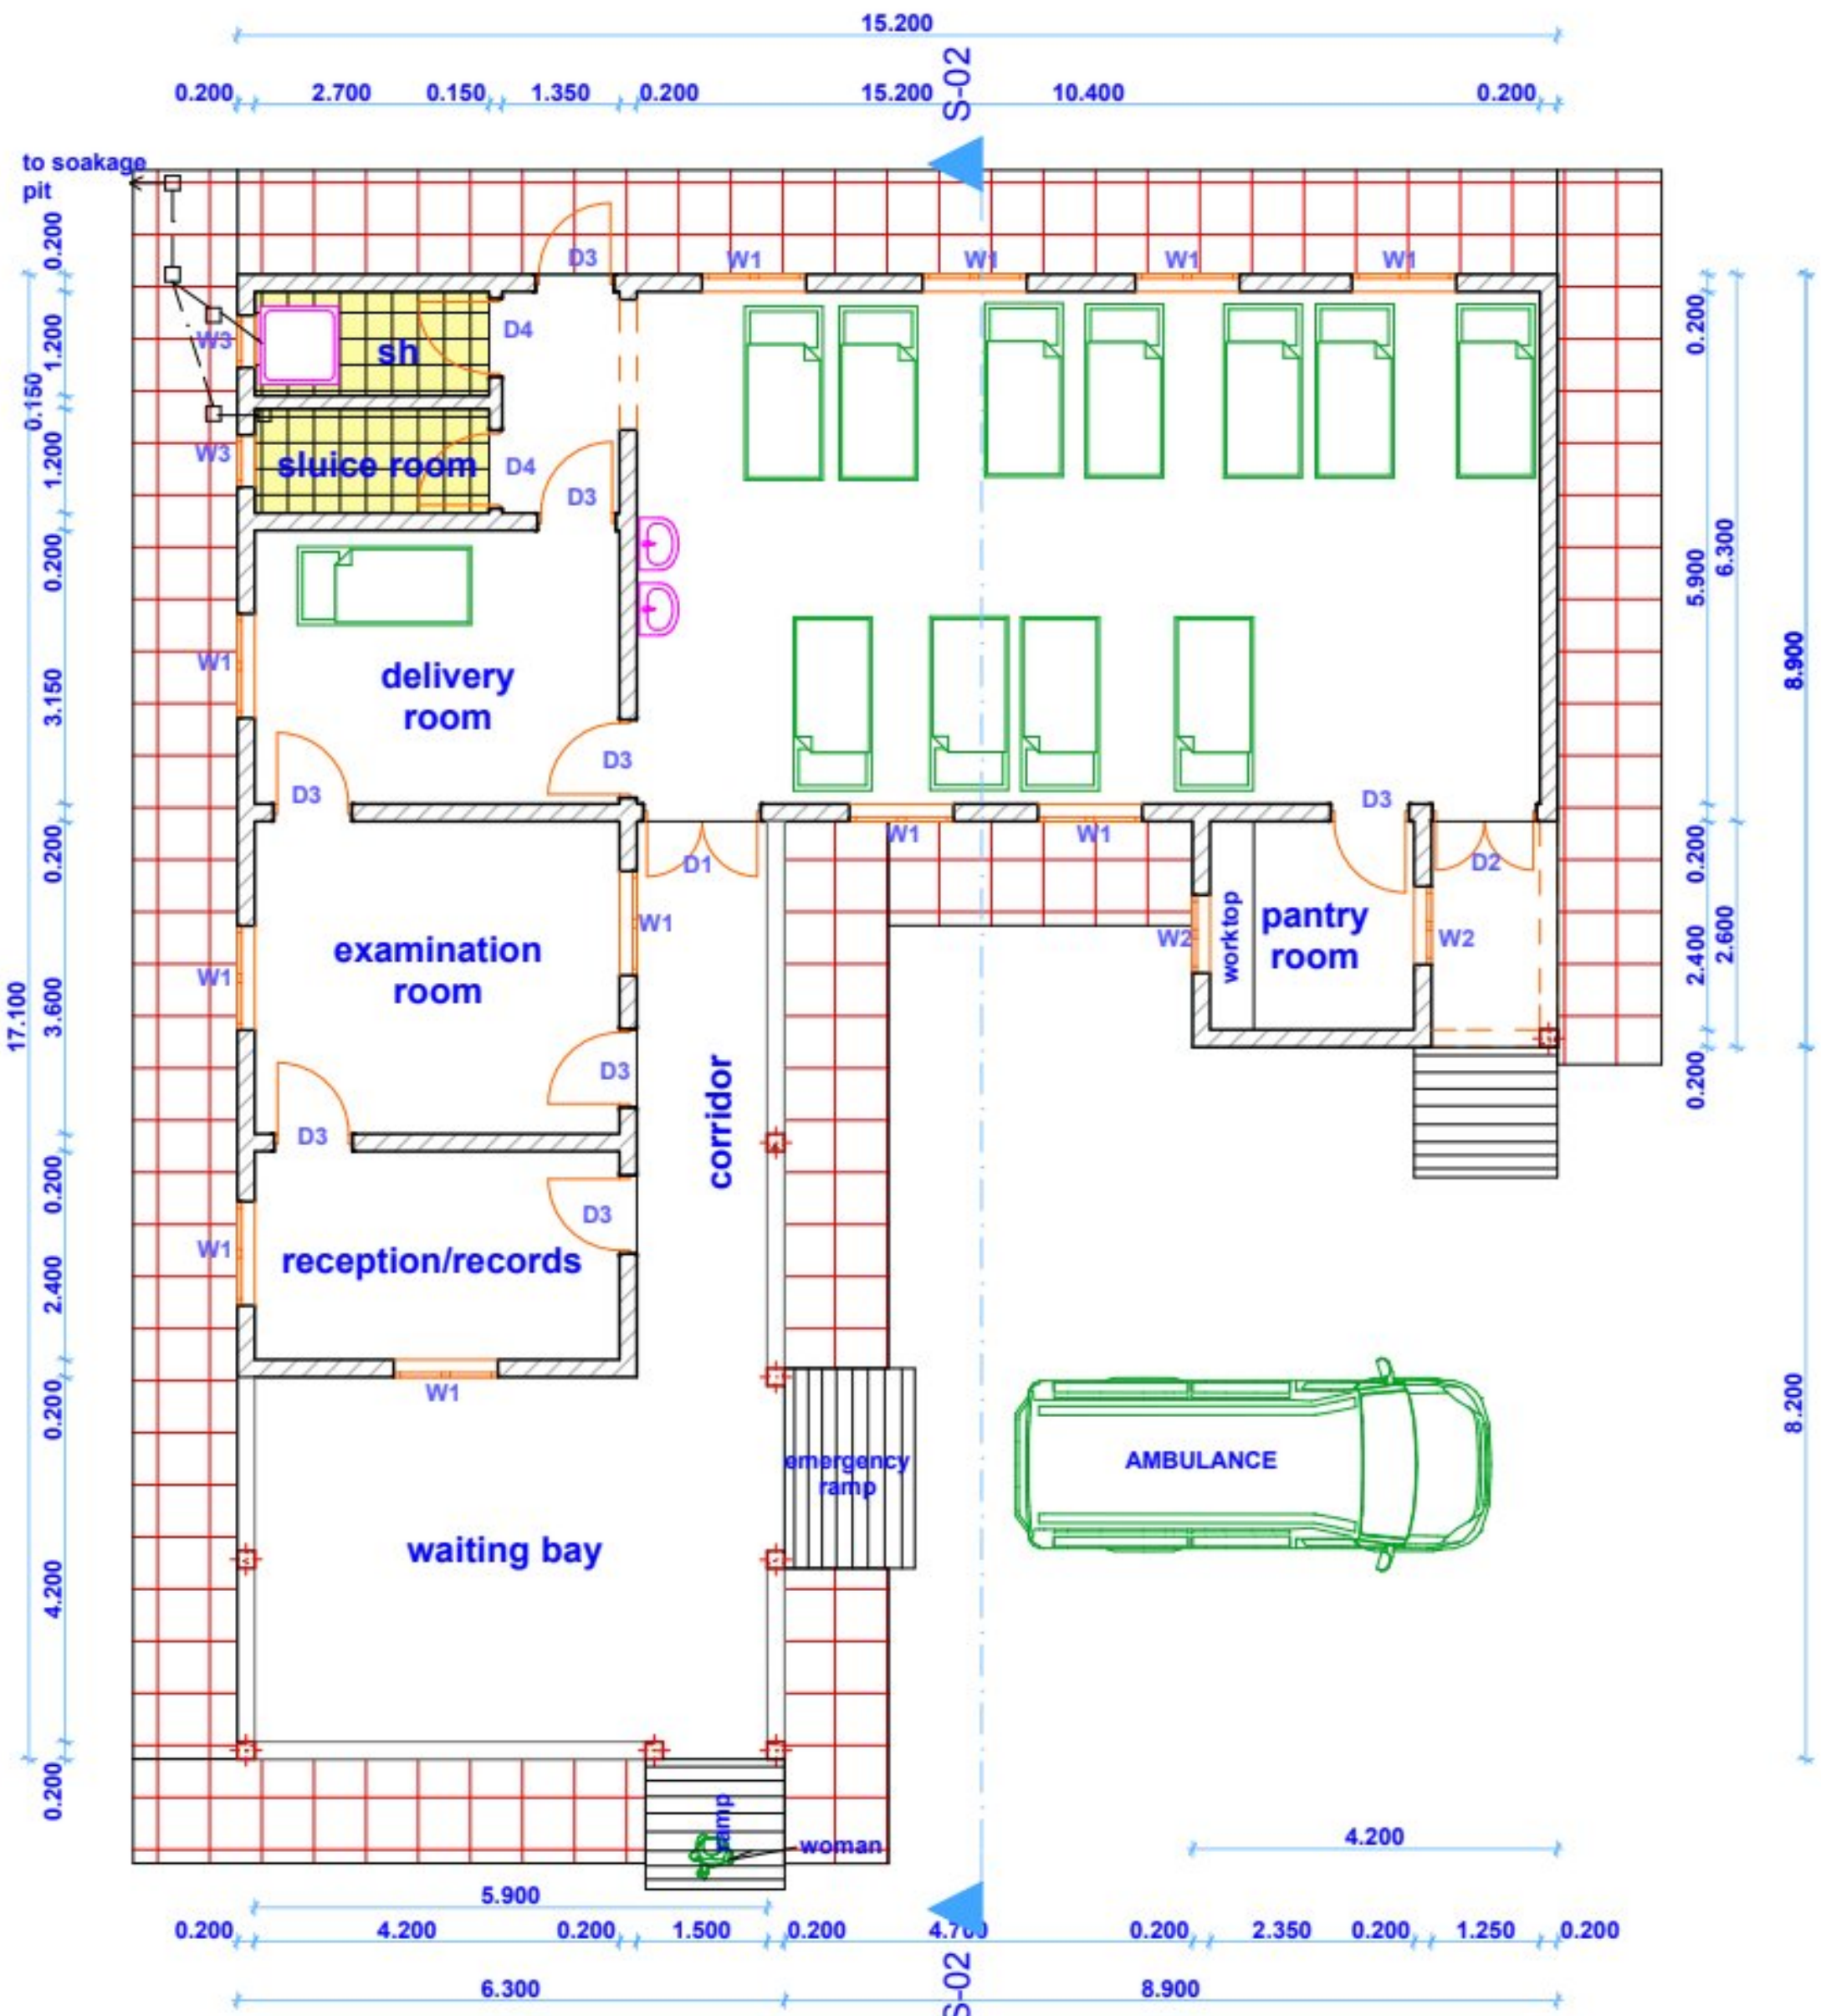 15.200
S-02
0.200 2.700 0.150 1.350 0.200 15.200 10.400 0.200
to soakage
pit
0.200
D3 W1 W1 W1 W1
W3 sh D4
1.200
0.200
0.150
W3 sluice room D4 D3
1.200
0.200
5.900
6.300
8.900
W1
delivery
room
3.150
D3
D3
D3
0.200
D1
W1 W1
D2
0.200
W1
examination
room
W1
W2 worktop
pantry
room
W2
2.400
2.600
17.100
3.600
D3
corridor
0.200
D3
0.200
D3
W1
reception/records
2.400
W1
0.200
8.200
emergency
ramp
AMBULANCE
waiting bay
4.200
0.200
ramp
woman
4.200
5.900
0.200 4.200 0.200 1.500 0.200 4.700 0.200 2.350 0.200 1.250 0.200
S-02
6.300 8.900